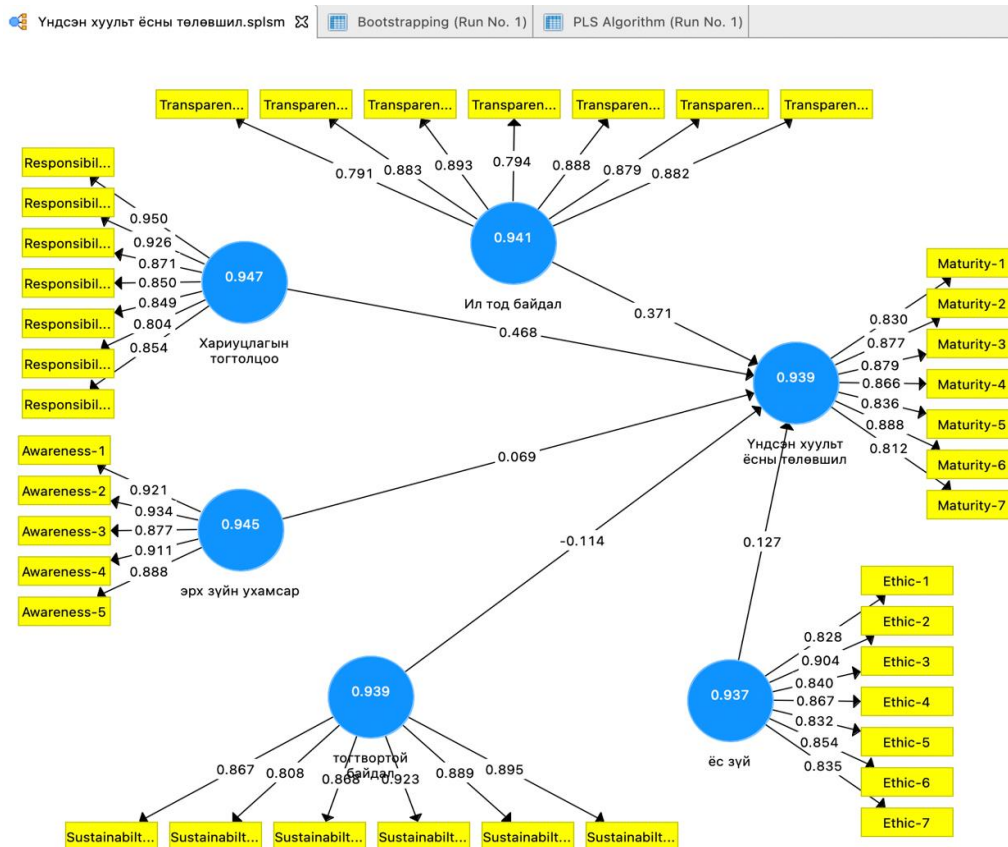 Үндсэн хуульт ёсны төлөвшил.splsm
Bootstrapping (Run No. 1)
PLS Algorithm (Run No. 1)
Transparen...
Transparen...
Transparen...
Transparen...
Transparen...
Transparen...
Transparen...
0.791
0.883
0.893
0.794
0.888
0.879
0.882
0.941
Ил тод байдал
Responsibil...
Responsibil...
Responsibil...
Responsibil...
Responsibil...
Responsibil...
Responsibil...
0.950
0.926
0.871
0.850
0.849
0.804
0.854
0.947
Хариуцлагын
тогтолцоо
0.371
0.468
0.069
-0.114
0.127
0.939
Үндсэн хуульт
ёсны төлөвшил
0.830
0.877
0.879
0.866
0.836
0.888
0.812
Maturity-1
Maturity-2
Maturity-3
Maturity-4
Maturity-5
Maturity-6
Maturity-7
Awareness-1
Awareness-2
Awareness-3
Awareness-4
Awareness-5
0.921
0.934
0.877
0.911
0.888
0.945
эрх зүйн ухамсар
0.939
тогтвортой
байдал
0.867
0.808
0.868
0.923
0.889
0.895
Sustainabilt...
Sustainabilt...
Sustainabilt...
Sustainabilt...
Sustainabilt...
Sustainabilt...
0.937
ёс зүй
0.828
0.904
0.840
0.867
0.832
0.854
0.835
Ethic-1
Ethic-2
Ethic-3
Ethic-4
Ethic-5
Ethic-6
Ethic-7